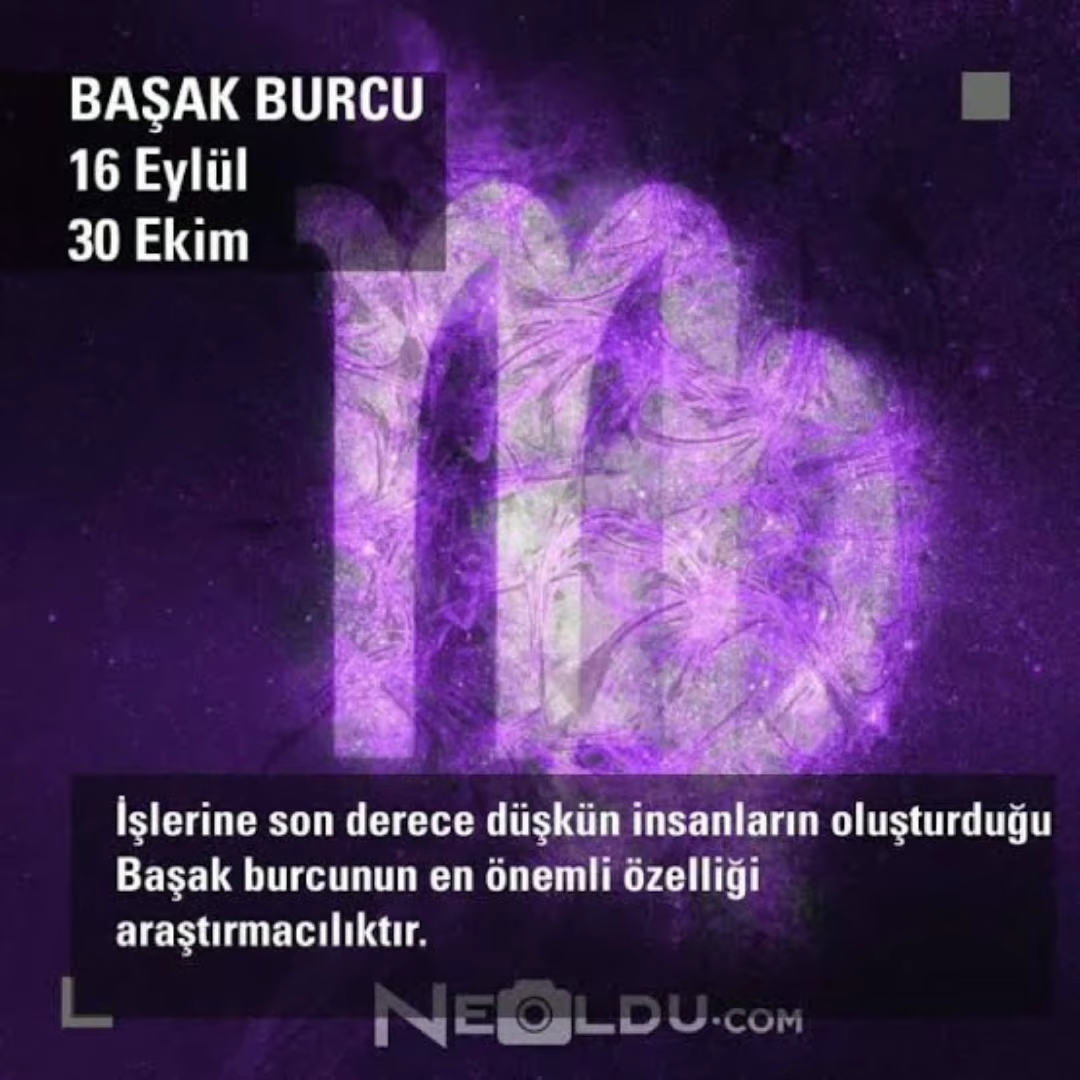 BAŞAK BURCU
16 Eylül
30 Ekim
İşlerine son derece düşkün insanların oluşturduğu
Başak burcunun en önemli özelliği
araştırmacılıktır.
NEOLDU.COM